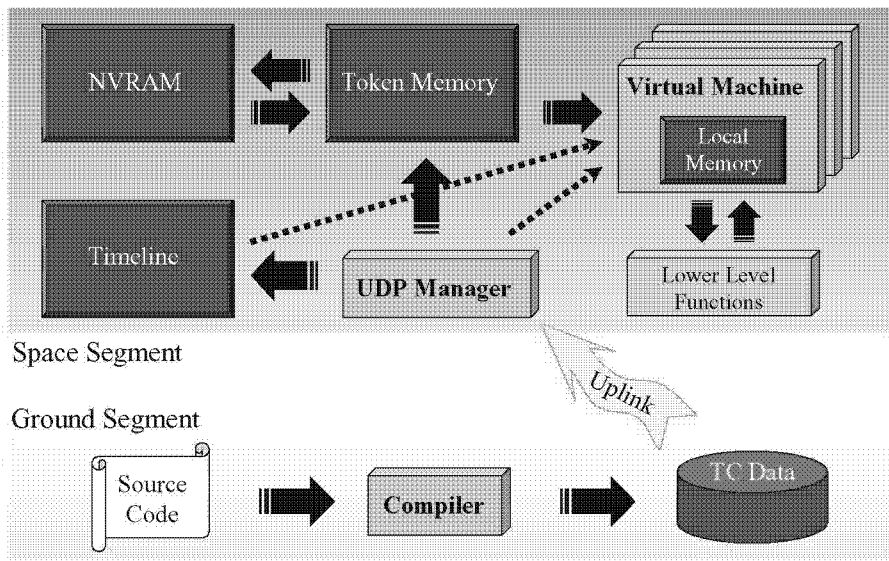 NVRAM
Token Memory
Virtual Machine
Local
Memory
Timeline
UDP Manager
Lower Level
Functions
Space Segment
Uplink
Ground Segment
Source
Code
Compiler
TC Data